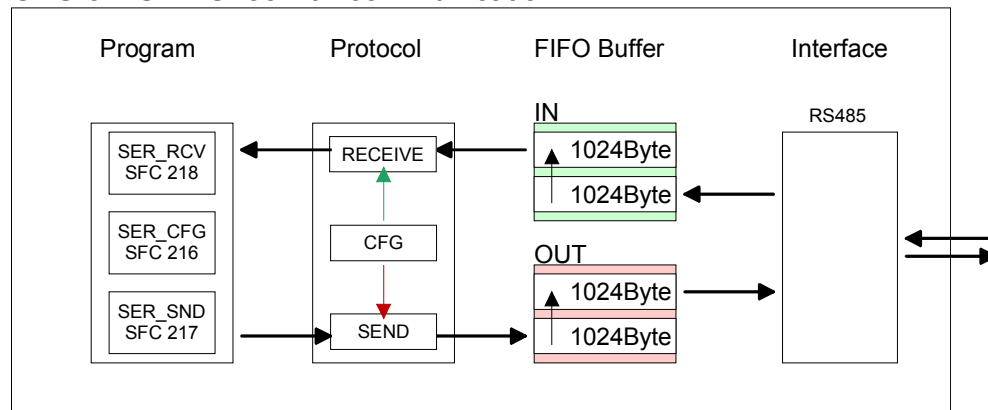 Program Protocol FIFO Buffer Interface
RS485
IN
SER_RCV
SFC 218
RECEIVE
1024Byte
1024Byte
SER_CFG
SFC 216
CFG
OUT
1024Byte
SER_SND
SFC 217
SEND
1024Byte